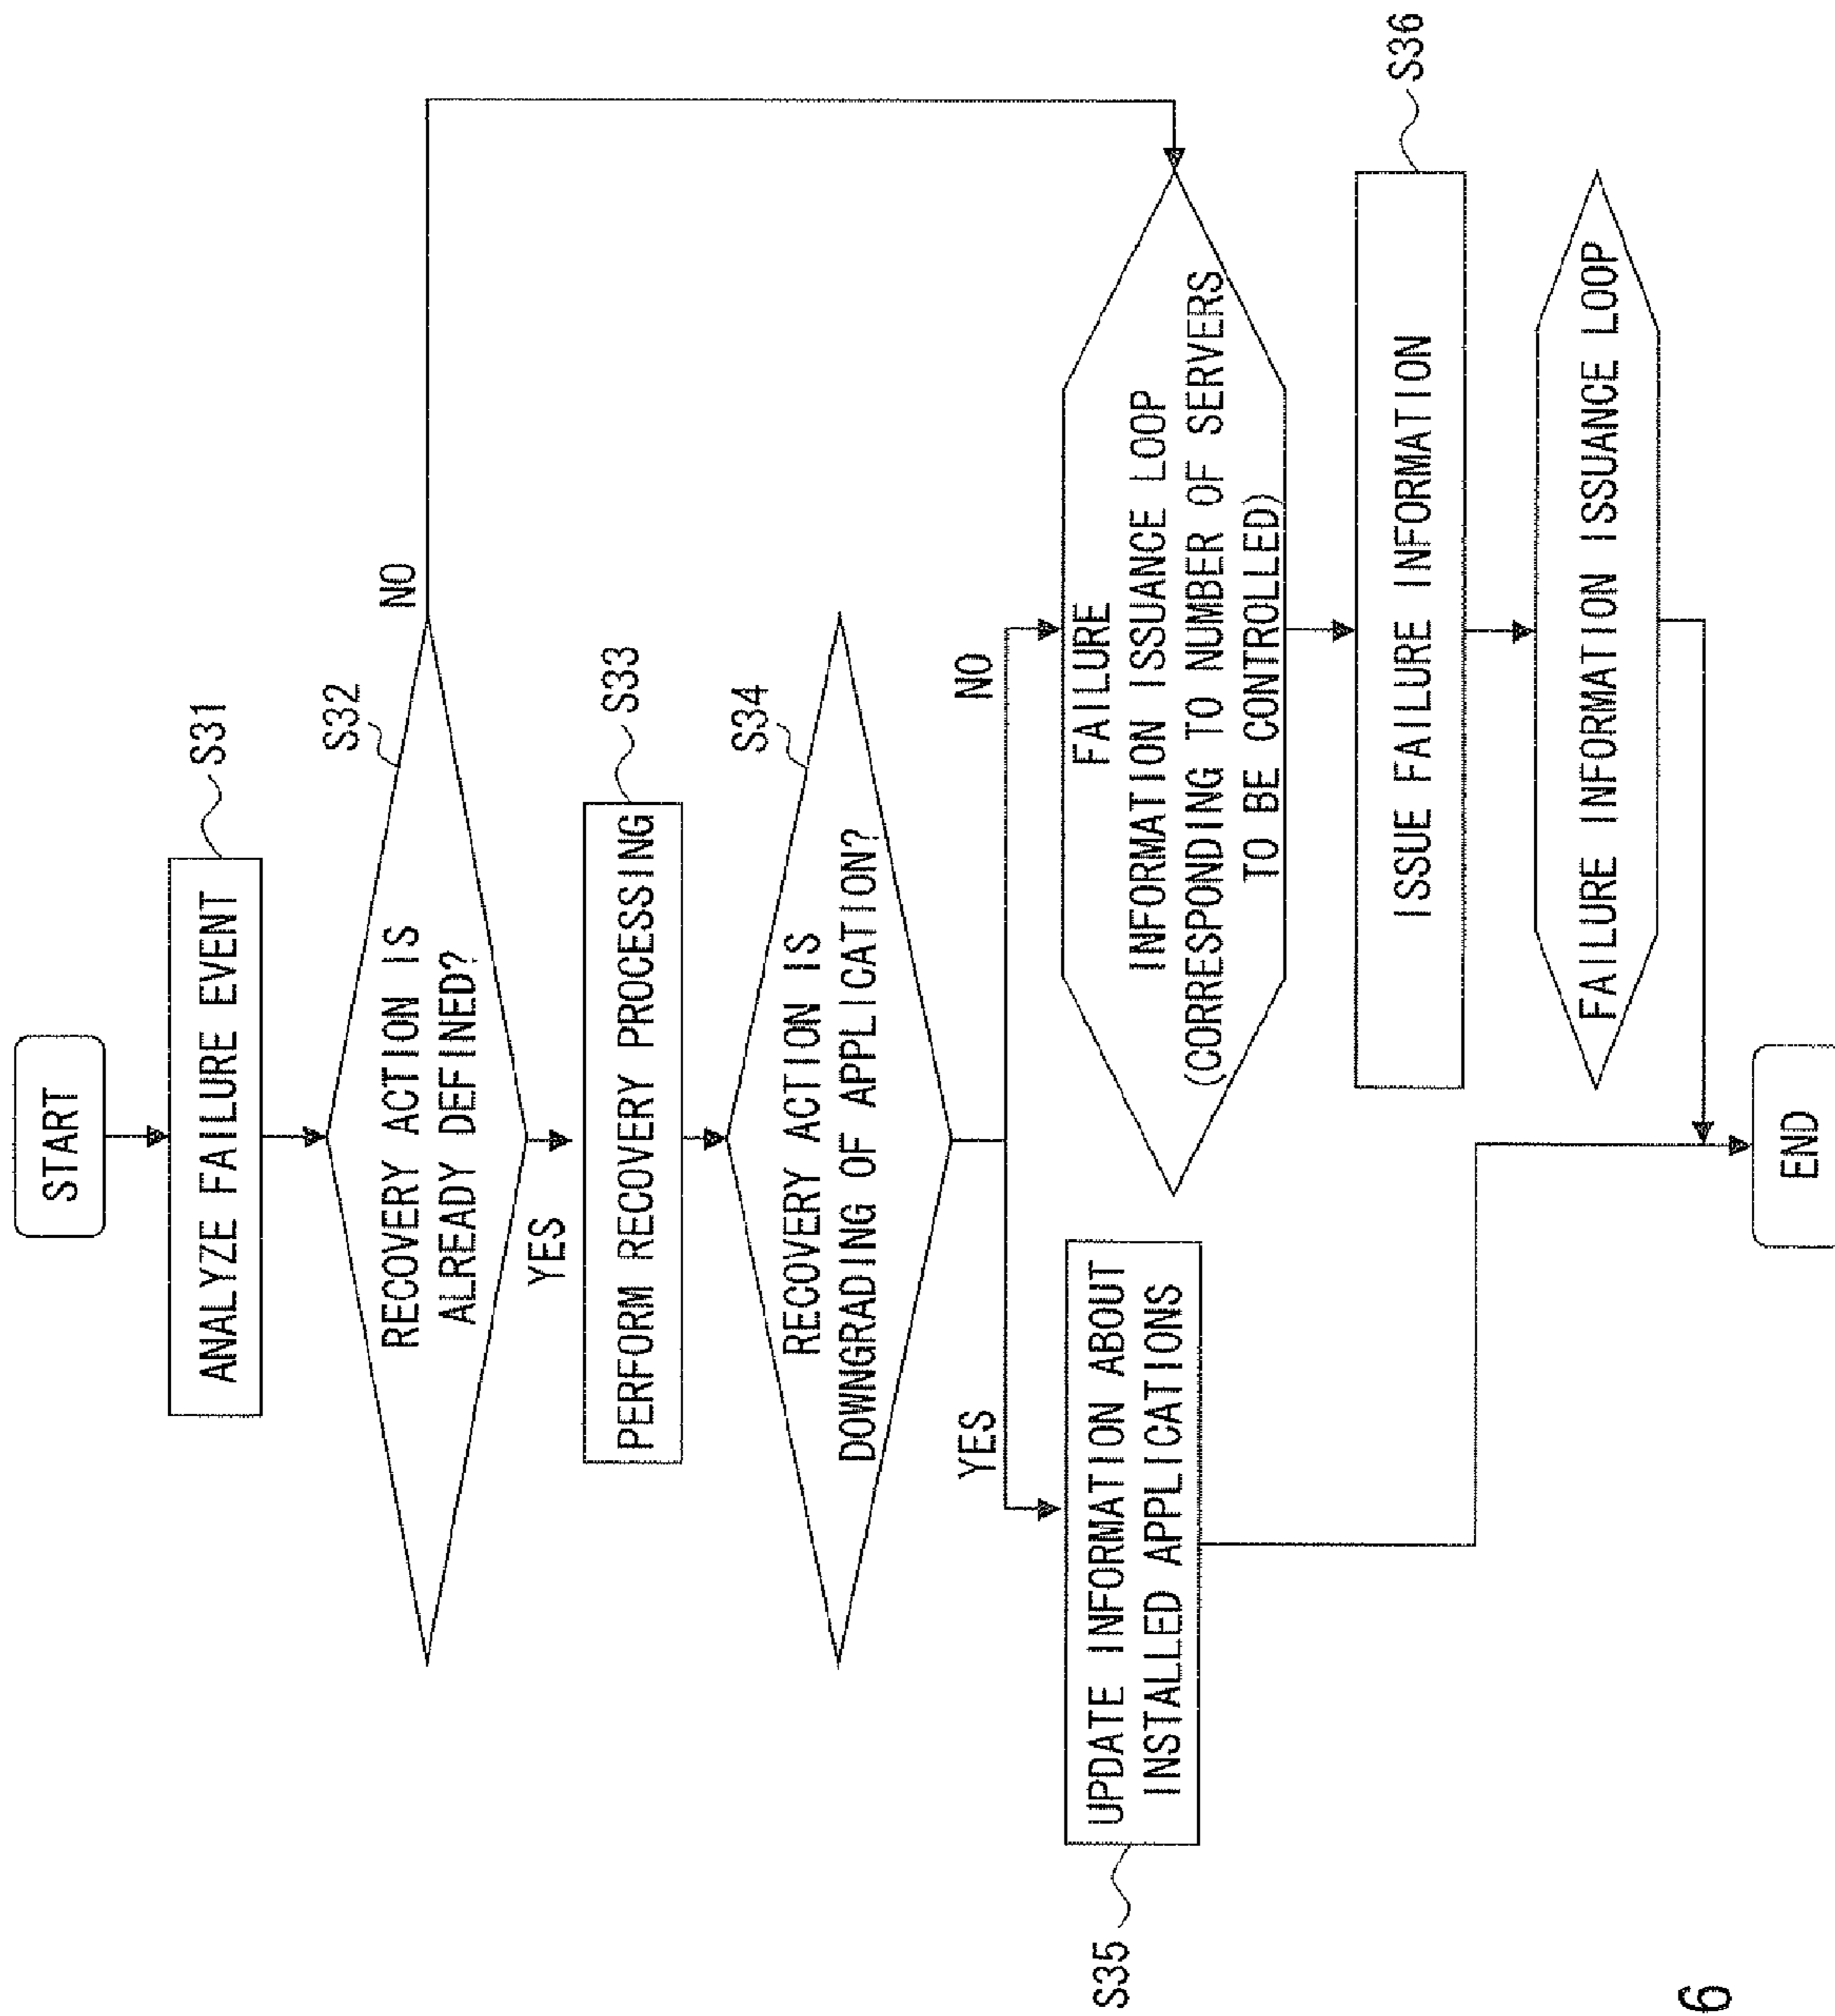 START
ANALYZE FAILURE EVENT
S31
RECOVERY ACTION IS
ALREADY DEFINED?
S32
NO
YES
PERFORM RECOVERY PROCESSING
S33
RECOVERY ACTION IS
DOWNGRADING OF APPLICATION?
S34
YES
NO
UPDATE INFORMATION ABOUT
INSTALLED APPLICATIONS
S35
FAILURE
INFORMATION ISSUANCE LOOP
(CORRESPONDING TO NUMBER OF SERVERS
TO BE CONTROLLED)
ISSUE FAILURE INFORMATION
S36
FAILURE INFORMATION ISSUANCE LOOP
END
6